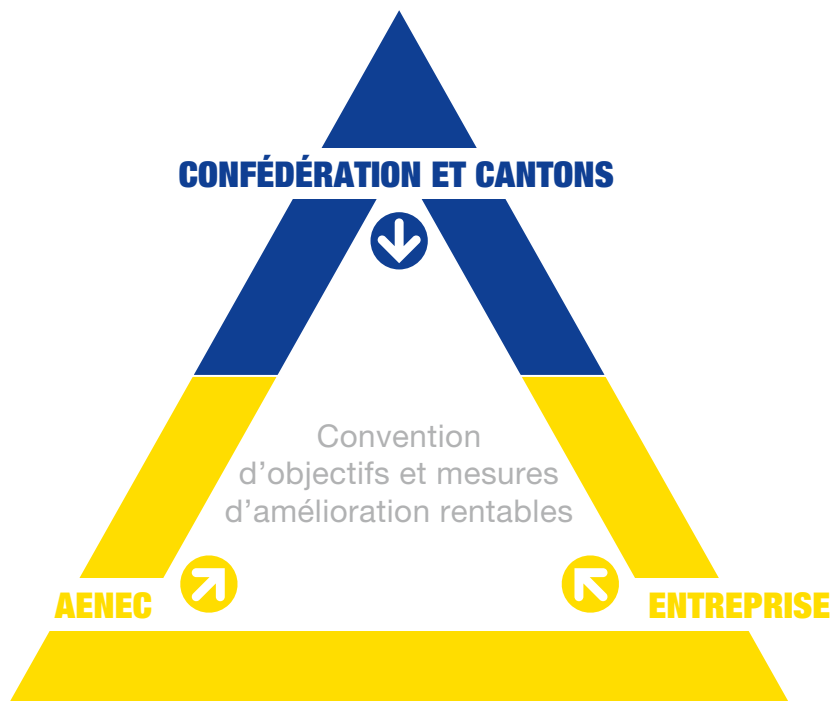 CONFÉDÉRATION ET CANTONS
Convention
d’objectifs et mesures
d’amélioration rentables
AENEC
ENTREPRISE